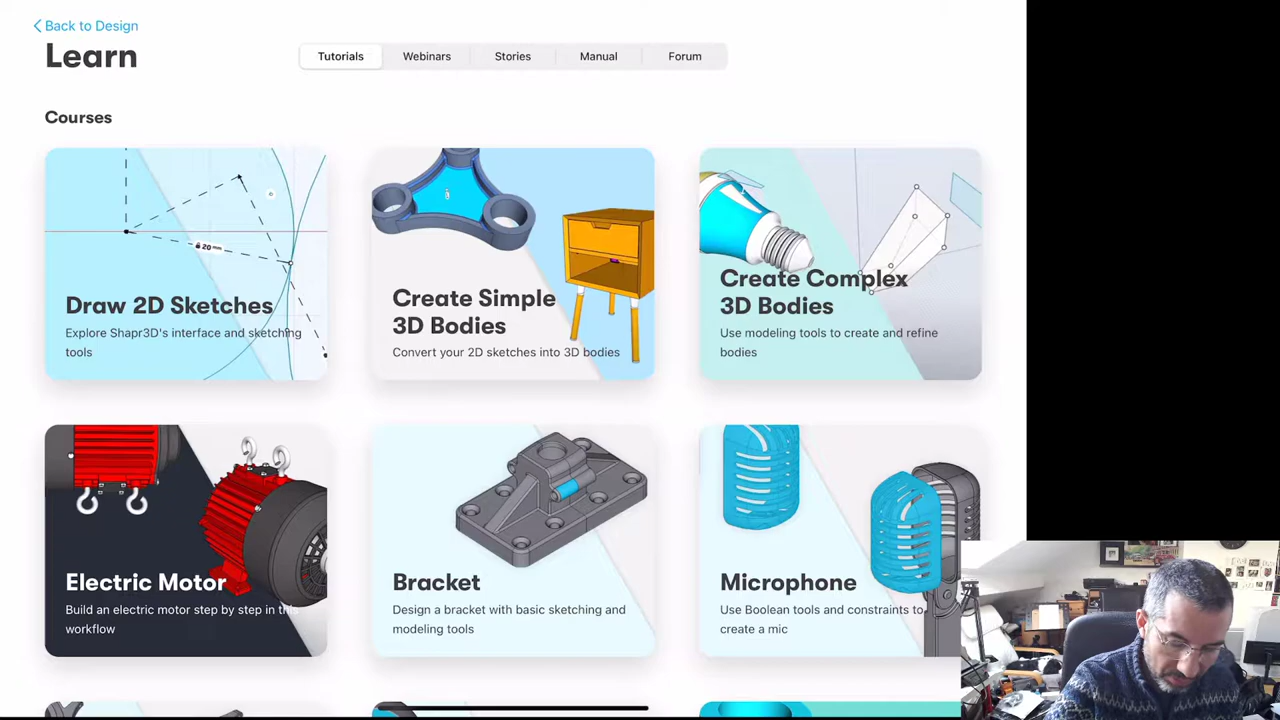 Back to Design
Learn
Tutorials
Webinars
Stories
Manual
Forum
Courses
20 mm
Draw 2D Sketches
Explore Shapr3D's interface and sketching
tools
Create Simple
3D Bodies
Convert your 2D sketches into 3D bodies
Create Complex
3D Bodies
Use modeling tools to create and refine
bodies
Electric Motor
Build an electric motor step by step in this
workflow
Bracket
Design a bracket with basic sketching and
modeling tools
Microphone
Use Boolean tools and constraints to
create a mic